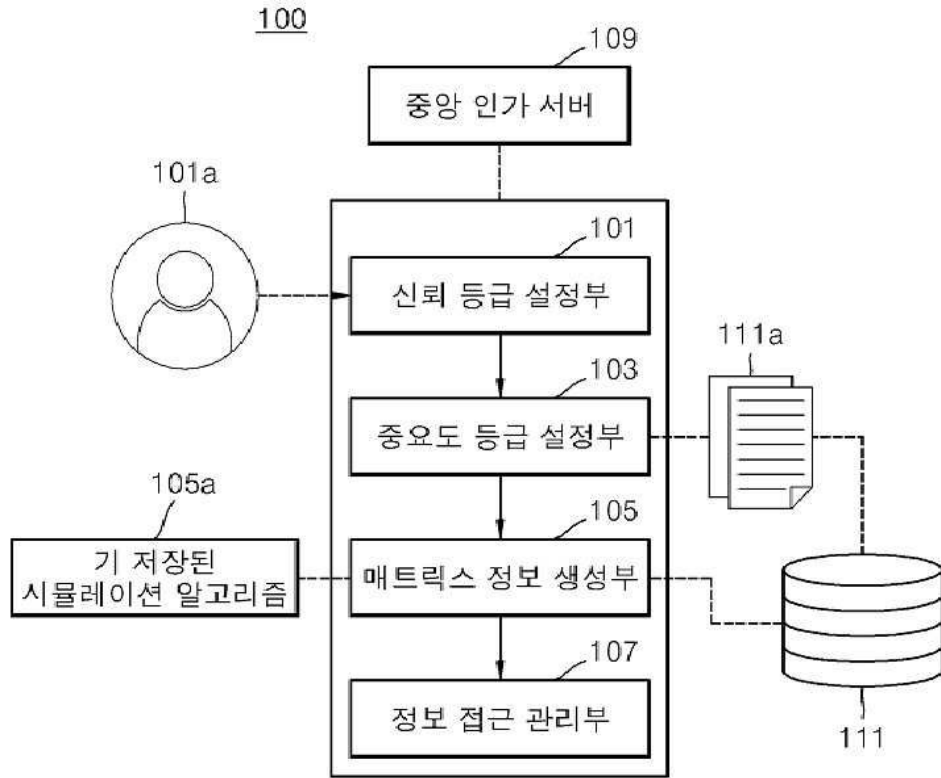 100
109
중앙 인가 서버
101a
101
신뢰 등급 설정부
111a
103
중요도 등급 설정부
105a
105
기 저장된
시뮬레이션 알고리즘
매트릭스 정보 생성부
107
정보 접근 관리부
111